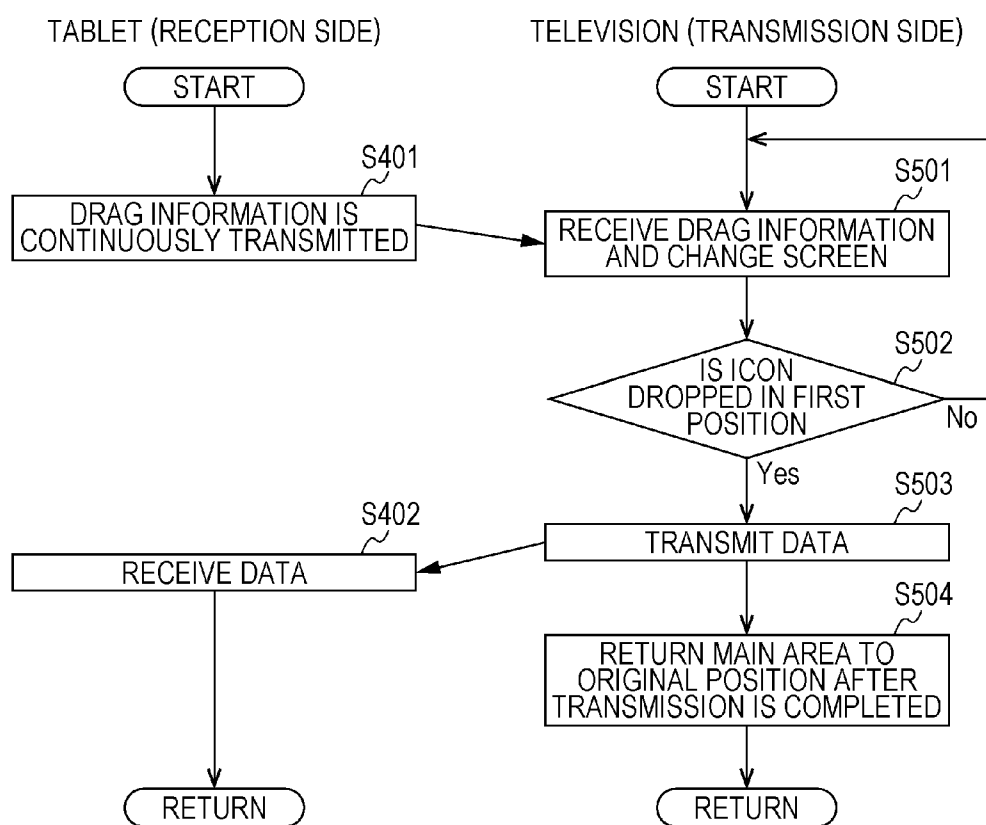 TABLET (RECEPTION SIDE)
START
S401
DRAG INFORMATION IS
CONTINUOUSLY TRANSMITTED
S402
RECEIVE DATA
RETURN
TELEVISION (TRANSMISSION SIDE)
START
S501
RECEIVE DRAG INFORMATION
AND CHANGE SCREEN
S502
IS ICON
DROPPED IN FIRST
POSITION
No
Yes
S503
TRANSMIT DATA
S504
RETURN MAIN AREA TO
ORIGINAL POSITION AFTER
TRANSMISSION IS COMPLETED
RETURN